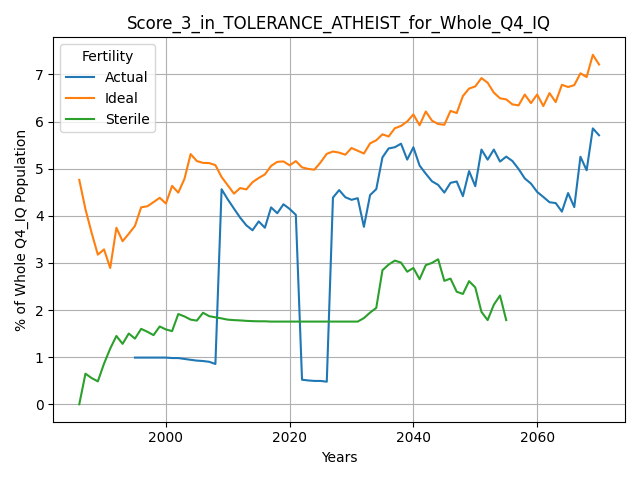 Score_3_in_TOLERANCE_ATHEIST_for_Whole_Q4_IQ
Fertility
Actual
Ideal
Sterile
% of Whole Q4_IQ Population
7
6
5
4
3
2
1
0
2000 2020 2040 2060
Years